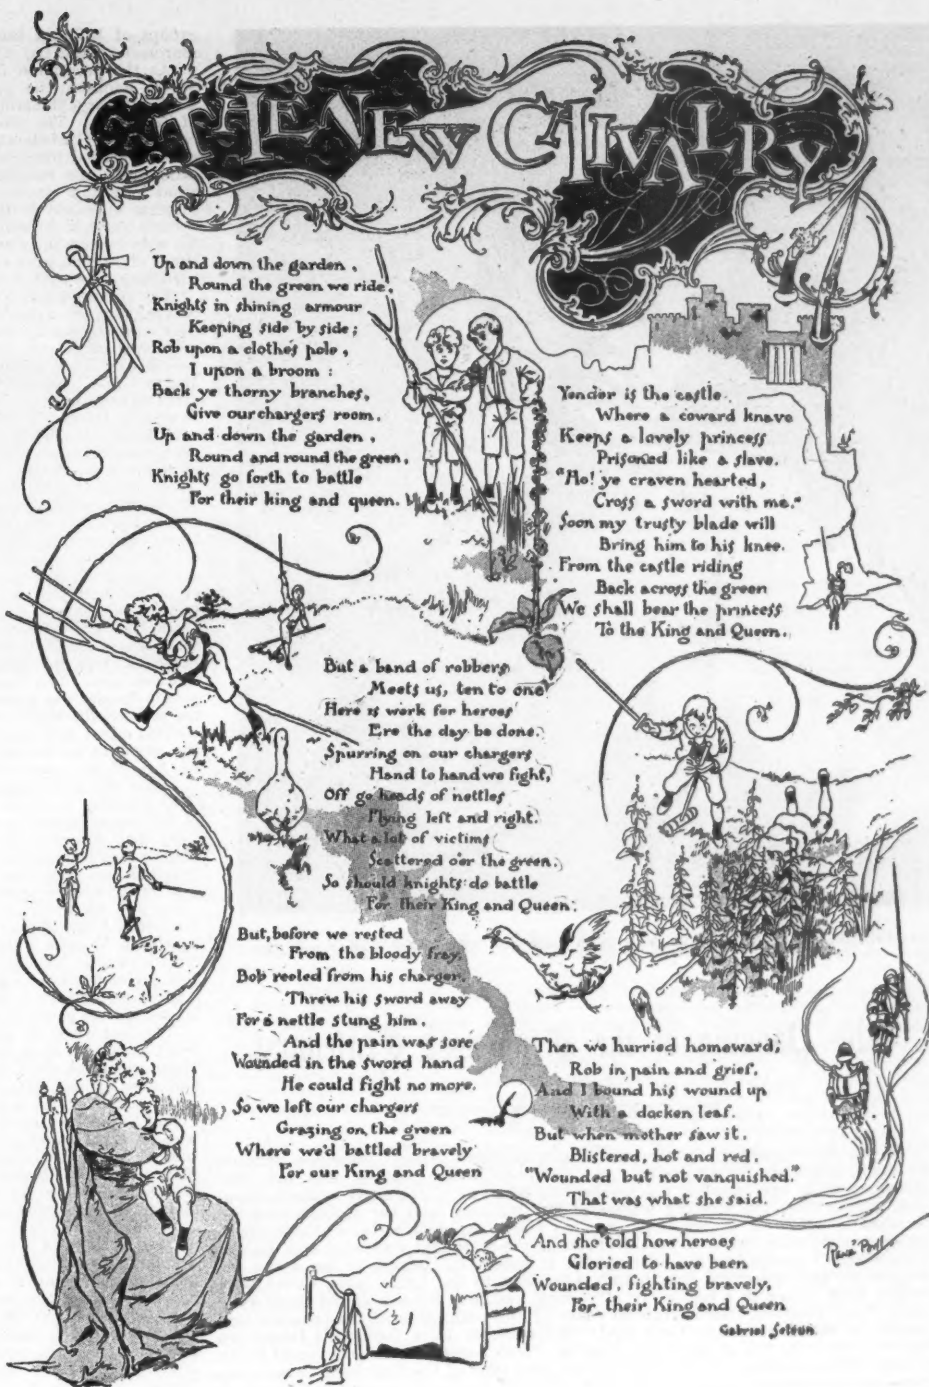 THE NEW CHIVALRY
Up and down the garden,
Round the green we ride,
Knights in shining armour
Keeping side by side;
Rob upon a clothes pole,
I upon a broom:
Back ye thorny branches,
Give our chargers room.
Up and down the garden,
Round and round the green,
Knights go forth to battle
For their king and queen.
Yonder is the castle
Where a coward knave
Keeps a lovely princess
Prisoned like a slave.
"Ho! ye craven hearted,
Cross a sword with me."
Soon my trusty blade will
Bring him to his knee.
From the castle riding
Back across the green
We shall bear the princess
To the King and Queen.
But a band of robbers
Meets us, ten to one
Here is work for heroes
Ere the day be done.
Spurring on our chargers
Hand to hand we fight,
Off go heads of nettles
Flying left and right.
What a lot of victims
Scattered o'er the green.
So should knights do battle
For their King and Queen.
But, before we rested
From the bloody fray,
Bob reeled from his charger,
Threw his sword away
For a nettle stung him,
And the pain was sore,
Wounded in the sword hand
He could fight no more.
So we left our chargers
Grazing on the green
Where we'd battled bravely
For our King and Queen
Then we hurried homeward,
Rob in pain and grief,
And I bound his wound up
With a docken leaf.
But when mother saw it,
Blistered, hot and red,
"Wounded but not vanquished."
That was what she said.
And she told how heroes
Gloried to have been
Wounded, fighting bravely,
For their King and Queen
Gabriel Setoun
René Bull